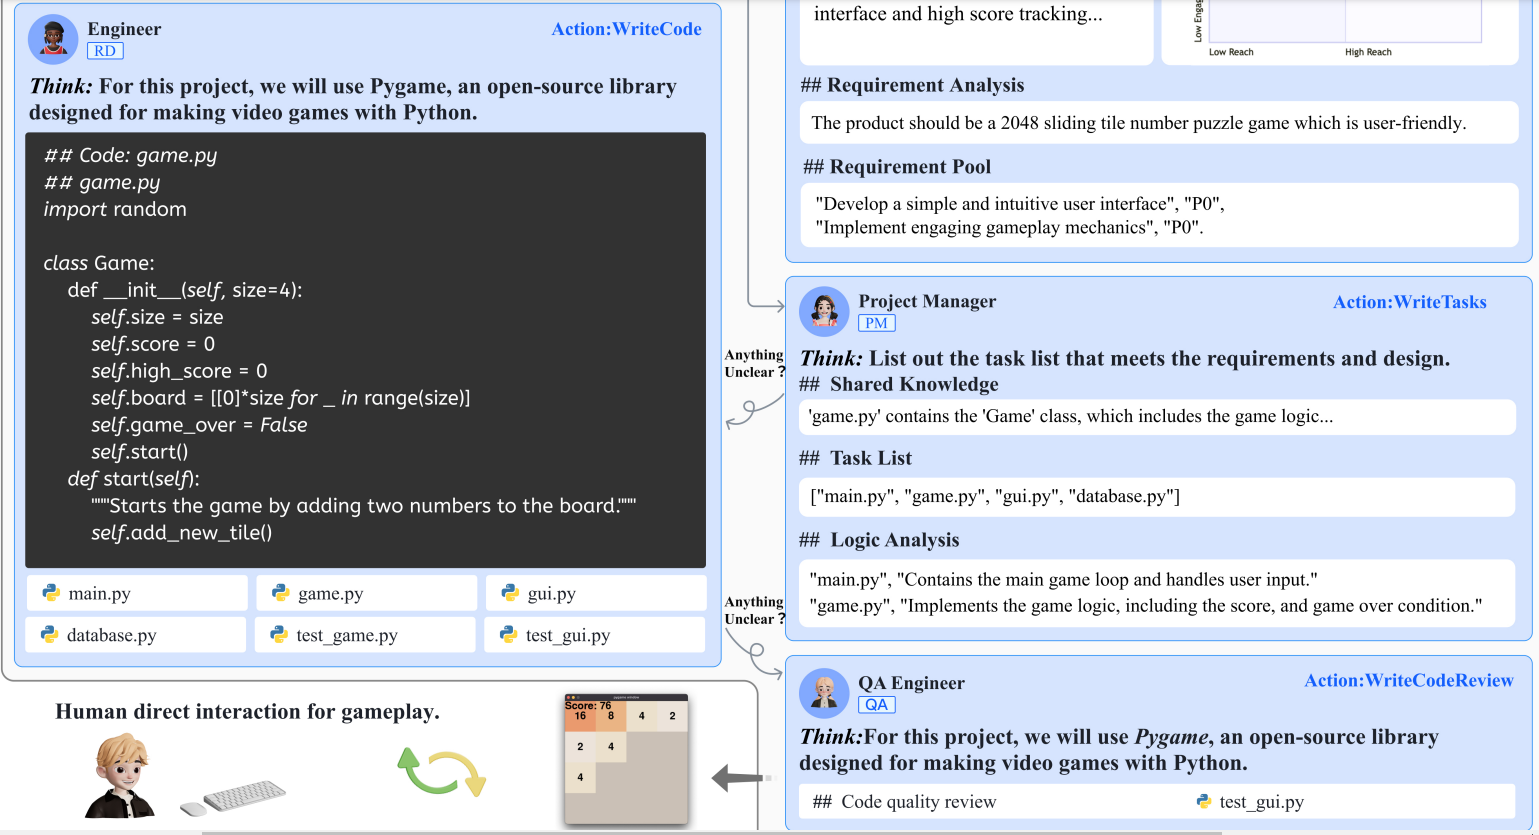 Engineer
RD
Action:WriteCode
Think: For this project, we will use Pygame, an open-source library
designed for making video games with Python.
## Code: game.py
## game.py
import random
class Game:
def __init__(self, size=4):
self.size = size
self.score = 0
self.high_score = 0
self.board = [[0]*size for _ in range(size)]
self.game_over = False
self.start()
def start(self):
"""Starts the game by adding two numbers to the board."""
self.add_new_tile()
main.py
game.py
gui.py
database.py
test_game.py
test_gui.py
Human direct interaction for gameplay.
Score: 76
16 8 4 2
2 4
4
Anything
Unclear ?
Anything
Unclear ?
interface and high score tracking...
Low Engag
Low Reach
High Reach
## Requirement Analysis
The product should be a 2048 sliding tile number puzzle game which is user-friendly.
## Requirement Pool
"Develop a simple and intuitive user interface", "P0",
"Implement engaging gameplay mechanics", "P0".
Project Manager
PM
Action:WriteTasks
Think: List out the task list that meets the requirements and design.
## Shared Knowledge
'game.py' contains the 'Game' class, which includes the game logic...
## Task List
["main.py", "game.py", "gui.py", "database.py"]
## Logic Analysis
"main.py", "Contains the main game loop and handles user input."
"game.py", "Implements the game logic, including the score, and game over condition."
QA Engineer
QA
Action:WriteCodeReview
Think:For this project, we will use Pygame, an open-source library
designed for making video games with Python.
## Code quality review
test_gui.py